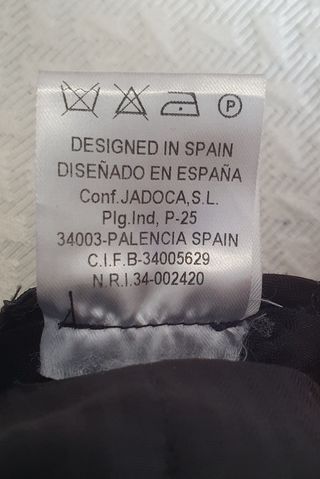 P
DESIGNED IN SPAIN
DISEÑADO EN ESPAÑA
Conf.JADOCA,S.L.
Plg.Ind, P-25
34003-PALENCIA SPAIN
C.I.F.B-34005629
N.R.I.34-002420